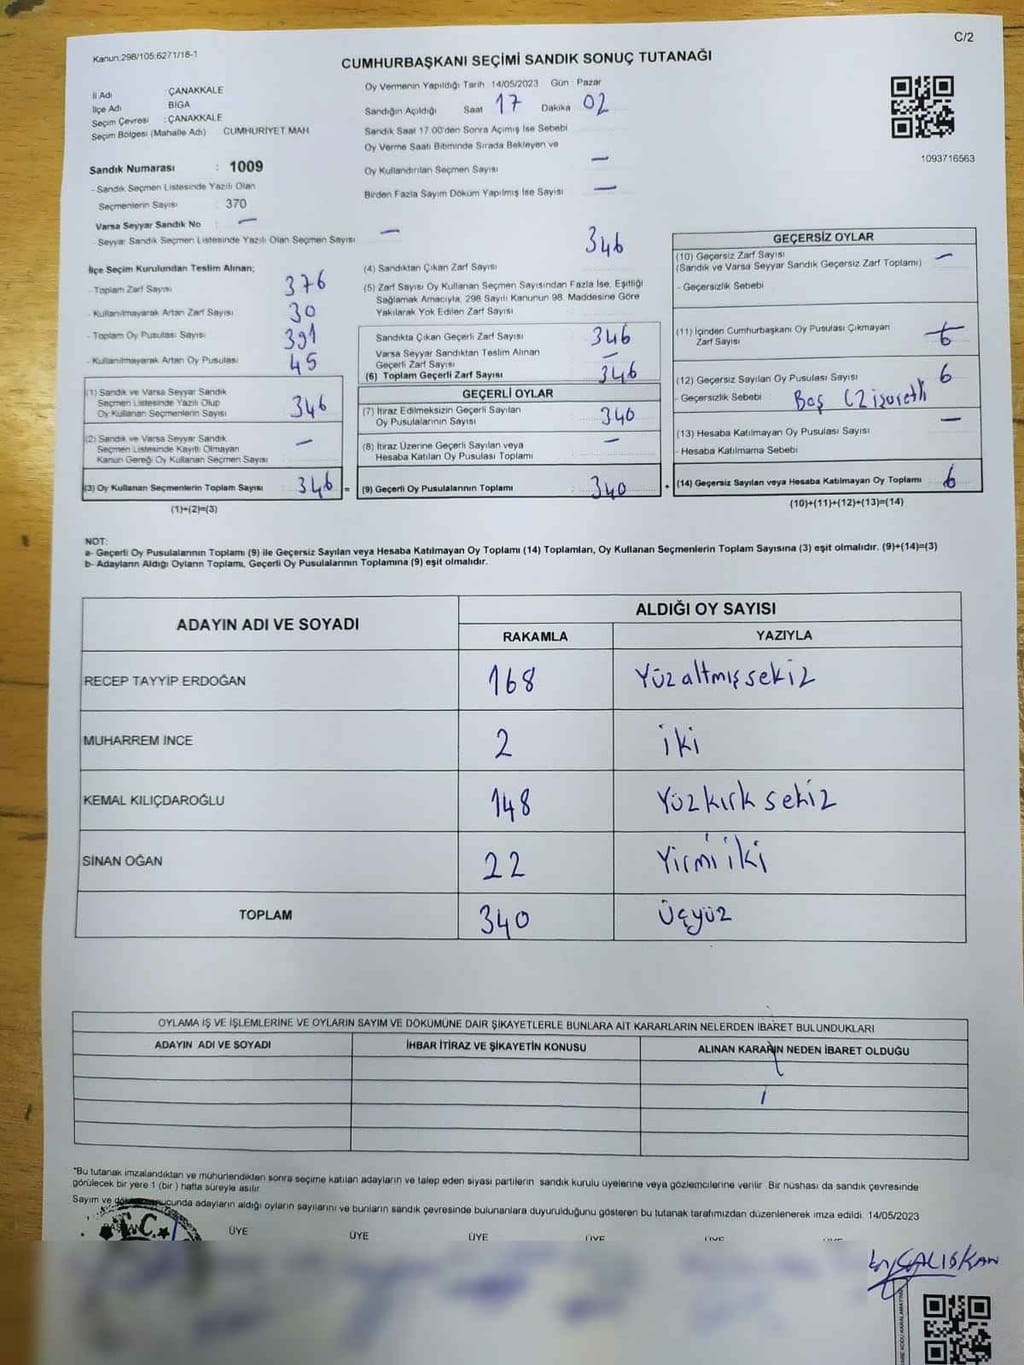 Kanun:298/105;6271/18-1
C/2
CUMHURBAŞKANI SEÇİMİ SANDIK SONUÇ TUTANAĞI
İl Adı ÇANAKKALE
İlçe Adı BIGA
Seçim Çevresi : ÇANAKKALE
Seçim Bölgesi (Mahalle Adı) CUMHURİYET MAH
Sandık Numarası : 1009
- Sandık Seçmen Listesinde Yazılı Olan
Seçmenlerin Sayısı 370
Varsa Seyyar Sandık No : —
- Seyyar Sandık Seçmen Listesinde Yazılı Olan Seçmen Sayısı —
Oy Vermenin Yapıldığı Tarih 14/05/2023 Gün : Pazar
Sandığın Açıldığı Saat 17 Dakika 02
Sandık Saat 17.00'den Sonra Açımış İse Sebebi
Oy Verme Saati Bitiminde Sırada Bekleyen ve
Oy Kullandırılan Seçmen Sayısı —
Birden Fazla Sayım Döküm Yapılmış İse Sayısı —
1093716563
İlçe Seçim Kurulundan Teslim Alınan;
- Toplam Zarf Sayısı 376
- Kullanılmayarak Artan Zarf Sayısı 30
- Toplam Oy Pusulası Sayısı 391
- Kullanılmayarak Artan Oy Pusulası 45
(1) Sandık ve Varsa Seyyar Sandık
Seçmen Listesinde Yazılı Olup
Oy Kullanan Seçmenlerin Sayısı 346
(2) Sandık ve Varsa Seyyar Sandık
Seçmen Listesinde Kayıtlı Olmayan
Kanun Gereği Oy Kullanan Seçmen Sayısı —
(3) Oy Kullanan Seçmenlerin Toplam Sayısı 346 =
(1)+(2)=(3)
346
(4) Sandıktan Çıkan Zarf Sayısı
(5) Zarf Sayısı Oy Kullanan Seçmen Sayısından Fazla İse, Eşitliği
Sağlamak Amacıyla, 298 Sayılı Kanunun 98. Maddesine Göre
Yakılarak Yok Edilen Zarf Sayısı
Sandıkta Çıkan Geçerli Zarf Sayısı 346
Varsa Seyyar Sandıktan Teslim Alınan
Geçerli Zarf Sayısı —
(6) Toplam Geçerli Zarf Sayısı 346
GEÇERLİ OYLAR
(7) İtiraz Edilmeksizin Geçerli Sayılan
Oy Pusulalarının Sayısı 340
(8) İtiraz Üzerine Geçerli Sayılan veya
Hesaba Katılan Oy Pusulası Toplamı —
(9) Geçerli Oy Pusulalarının Toplamı : 340 +
GEÇERSİZ OYLAR
(10) Geçersiz Zarf Sayısı
(Sandık ve Varsa Seyyar Sandık Geçersiz Zarf Toplamı) —
- Geçersizlik Sebebi
(11) İçinden Cumhurbaşkanı Oy Pusulası Çıkmayan
Zarf Sayısı
(12) Geçersiz Sayılan Oy Pusulası Sayısı 6
- Geçersizlik Sebebi : Boş (2 işaretli
(13) Hesaba Katılmayan Oy Pusulası Sayısı —
- Hesaba Katılmama Sebebi
(14) Geçersiz Sayılan veya Hesaba Katılmayan Oy Toplamı 6
(10)+(11)+(12)+(13)=(14)
NOT:
a- Geçerli Oy Pusulalarının Toplamı (9) ile Geçersiz Sayılan veya Hesaba Katılmayan Oy Toplamı (14) Toplamları, Oy Kullanan Seçmenlerin Toplam Sayısına (3) eşit olmalıdır. (9)+(14)=(3)
b- Adayların Aldığı Oyların Toplamı, Geçerli Oy Pusulalarının Toplamına (9) eşit olmalıdır.
ADAYIN ADI VE SOYADI
ALDIĞI OY SAYISI
RAKAMLA YAZIYLA
RECEP TAYYİP ERDOĞAN 168 Yüzaltmışsekiz
MUHARREM İNCE 2 iki
KEMAL KILIÇDAROĞLU 148 Yüzkırksekiz
SİNAN OĞAN 22 Yirmiiki
TOPLAM 340 Üçyüz
OYLAMA İŞ VE İŞLEMLERİNE VE OYLARIN SAYIM VE DÖKÜMÜNE DAİR ŞİKAYETLERLE BUNLARA AİT KARARLARIN NELERDEN İBARET BULUNDUKLARI
ADAYIN ADI VE SOYADI İHBAR İTİRAZ VE ŞİKAYETİN KONUSU ALINAN KARARIN NEDEN İBARET OLDUĞU
*Bu tutanak imzalandıktan ve mühürlendikten sonra seçime katılan adayların ve talep eden siyasi partilerin sandık kurulu üyelerine veya gözlemcilerine verilir. Bir nüshası da sandık çevresinde
görülecek bir yere 1 (bir) hafta süreyle asılır
Sayım ve ucunda adayların aldığı oyların sayılarını ve bunların sandık çevresinde bulunanlara duyurulduğunu gösteren bu tutanak tarafımızdan düzenlenerek imza edildi. 14/05/2023
T.C.
ÜYE ÜYE ÜYE ÜYE
ÇALIŞKAN